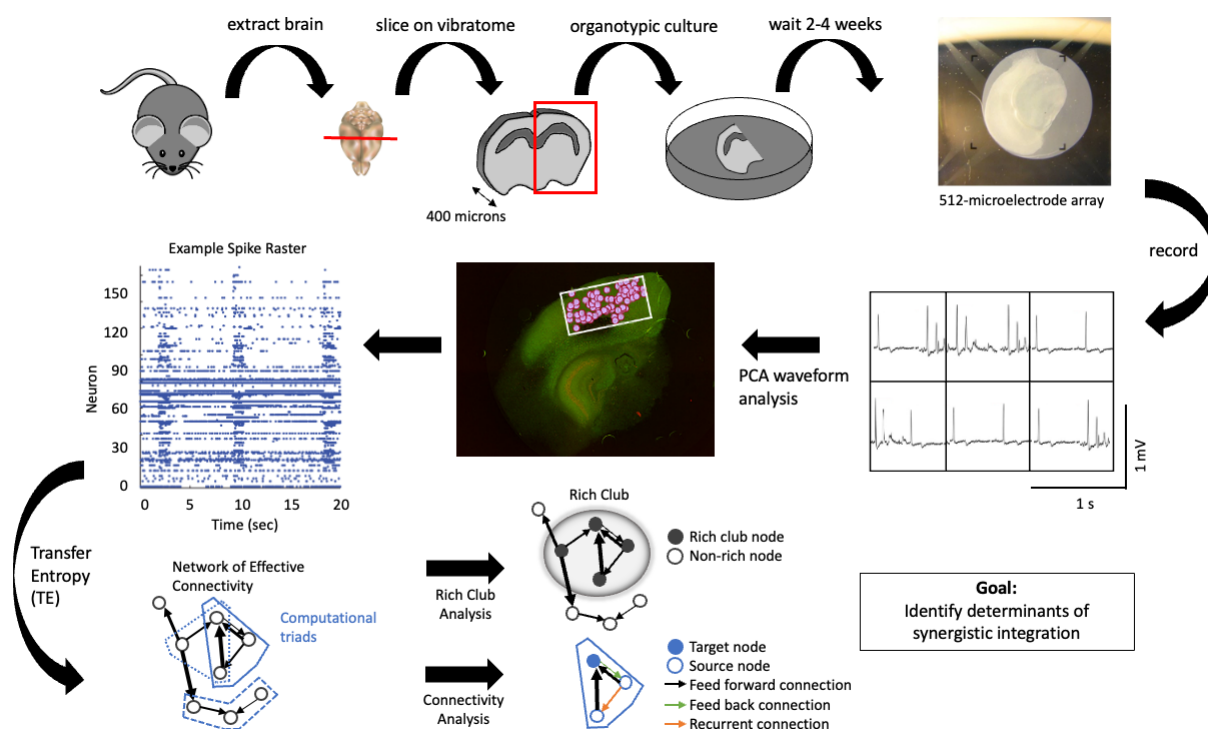 extract brain
slice on vibratome
organotypic culture
wait 2-4 weeks
400 microns
512-microelectrode array
record
Example Spike Raster
Neuron
150
120
90
60
30
0
0 5 10 15 20
Time (sec)
PCA waveform
analysis
1 mV
1 s
Transfer
Entropy
(TE)
Network of Effective
Connectivity
Computational
triads
Rich Club
Analysis
Rich Club
Rich club node
Non-rich node
Connectivity
Analysis
Target node
Source node
Feed forward connection
Feed back connection
Recurrent connection
Goal:
Identify determinants of
synergistic integration